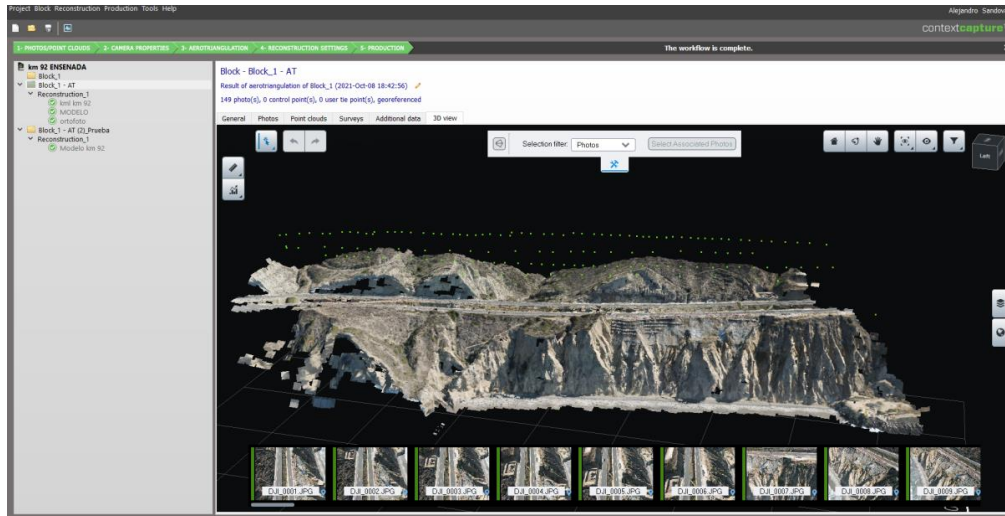 Project Block Reconstruction Production Tools Help
Alejandro Sandov
contextcapture
1- PHOTOS/POINT CLOUDS 2- CAMERA PROPERTIES 3- AEROTRIANGULATION 4- RECONSTRUCTION SETTINGS 5- PRODUCTION
The workflow is complete.
km 92 ENSENADA
Block_1
Block_1 - AT
Reconstruction_1
kml km 92
MODELO
ortofoto
Block_1 - AT (2)_Prueba
Reconstruction_1
Modelo km 92
Block - Block_1 - AT
Result of aerotriangulation of Block_1 (2021-Oct-08 18:42:56)
149 photo(s), 0 control point(s), 0 user tie point(s), georeferenced
General Photos Point clouds Surveys Additional data 3D view
Selection filter: Photos Select Associated Photos
Left
DJI_0001.JPG DJI_0002.JPG DJI_0003.JPG DJI_0004.JPG DJI_0005.JPG DJI_0006.JPG DJI_0007.JPG DJI_0008.JPG DJI_0009.JPG